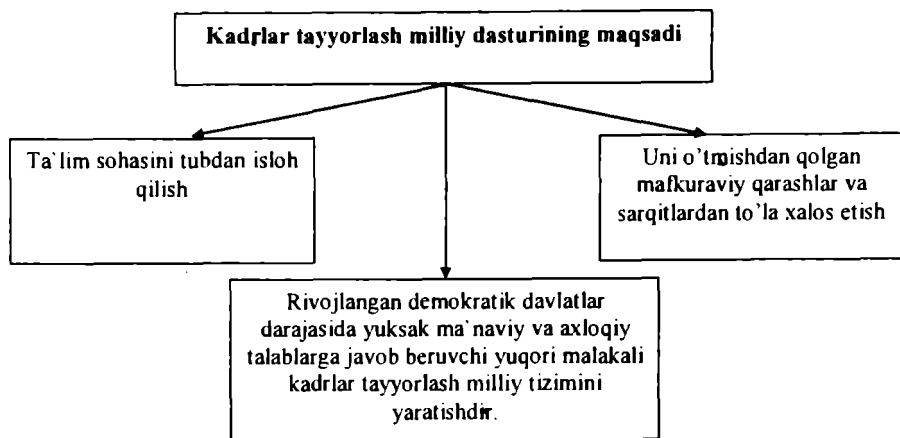 Kadrlar tayyorlash milliy dasturining maqsadi
Ta`lim sohasini tubdan isloh
qilish
Uni o'tmishdan qolgan
mafkuraviy qarashlar va
sarqitlardan to'la xalos etish
Rivojlangan demokratik davlatlar
darajasida yuksak ma`naviy va axloqiy
talablarga javob beruvchi yuqori malakali
kadrlar tayyorlash milliy tizimini
yaratishdir.